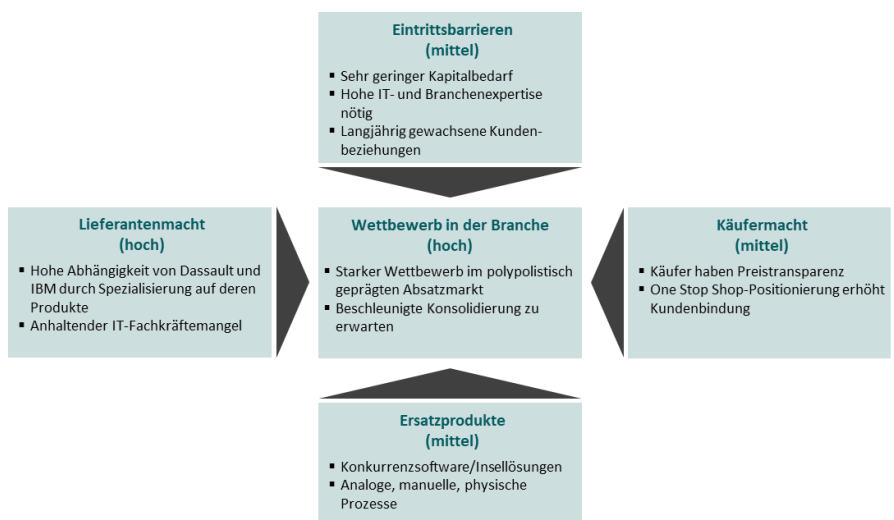 Eintrittsbarrieren
(mittel)
▪ Sehr geringer Kapitalbedarf
▪ Hohe IT- und Branchenexpertise
nötig
▪ Langjährig gewachsene Kunden-
beziehungen
Lieferantenmacht
(hoch)
▪ Hohe Abhängigkeit von Dassault und
IBM durch Spezialisierung auf deren
Produkte
▪ Anhaltender IT-Fachkräftemangel
Wettbewerb in der Branche
(hoch)
▪ Starker Wettbewerb im polypolistisch
geprägten Absatzmarkt
▪ Beschleunigte Konsolidierung zu
erwarten
Käufermacht
(mittel)
▪ Käufer haben Preistransparenz
▪ One Stop Shop-Positionierung erhöht
Kundenbindung
Ersatzprodukte
(mittel)
▪ Konkurrenzsoftware/Insellösungen
▪ Analoge, manuelle, physische
Prozesse